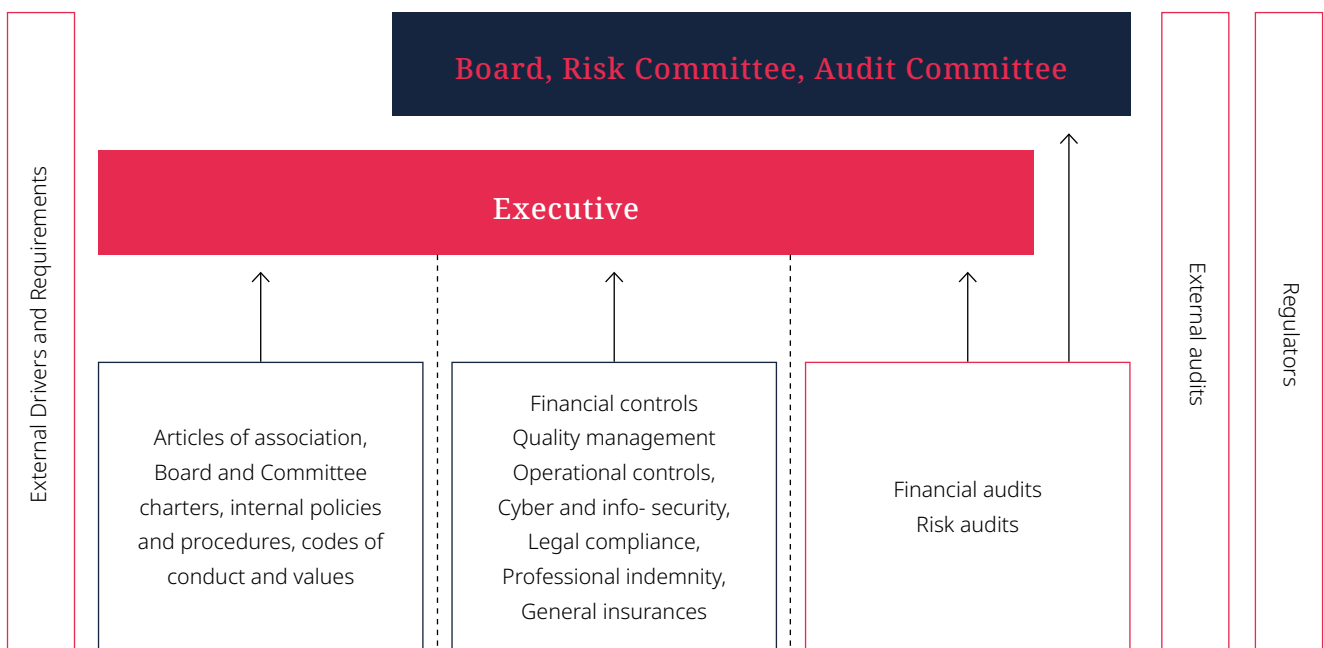 External Drivers and Requirements
Board, Risk Committee, Audit Committee
Executive
Articles of association,
Board and Committee
charters, internal policies
and procedures, codes of
conduct and values
Financial controls
Quality management
Operational controls,
Cyber and info- security,
Legal compliance,
Professional indemnity,
General insurances
Financial audits
Risk audits
External audits
Regulators